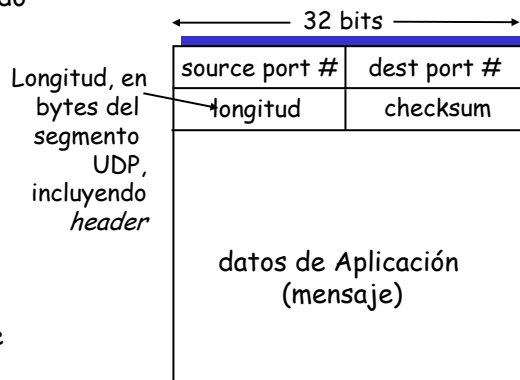 do
32 bits
source port # dest port #
Longitud, en
bytes del
segmento
UDP,
incluyendo
header
longitud checksum
datos de Aplicación
(mensaje)
e